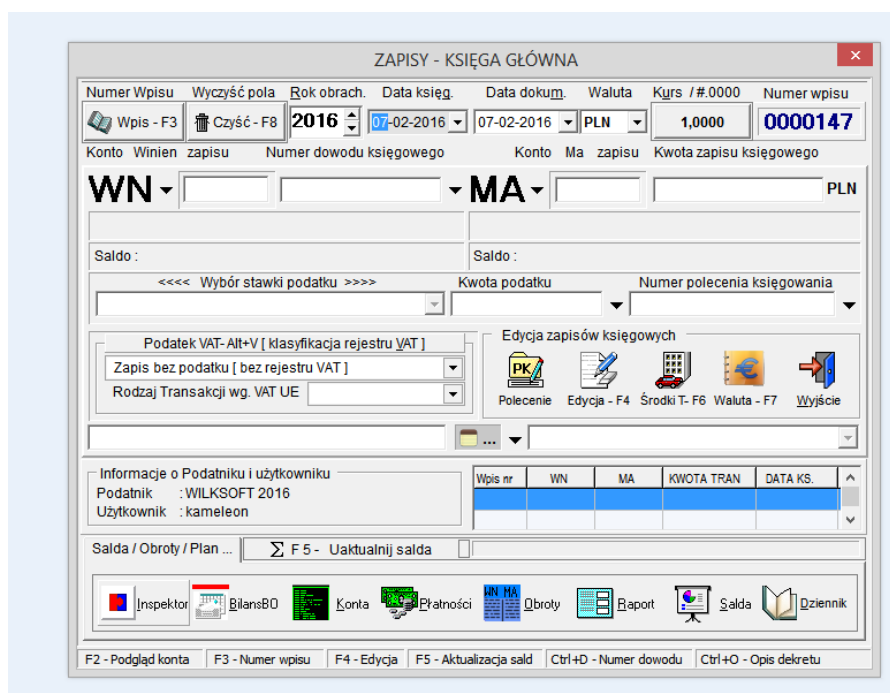 ZAPISY - KSIĘGA GŁÓWNA
Numer Wpisu Wyczyść pola Rok obrach. Data księg. Data dokum. Waluta Kurs / #.0000 Numer wpisu
Wpis - F3 Czyść - F8 2016 07-02-2016 07-02-2016 PLN 1,0000 0000147
Konto Winien zapisu Numer dowodu księgowego Konto Ma zapisu Kwota zapisu księgowego
WN MA PLN
Saldo : Saldo :
<<<< Wybór stawki podatku >>>> Kwota podatku Numer polecenia księgowania
Podatek VAT- Alt+V [ klasyfikacja rejestru VAT ] Edycja zapisów księgowych
Zapis bez podatku [ bez rejestru VAT ]
PK
Rodzaj Transakcji wg. VAT UE Polecenie Edycja - F4 Środki T- F6 Waluta - F7 Wyjście
...
Informacje o Podatniku i użytkowniku Wpis nr WN MA KWOTA TRAN DATA KS.
Podatnik : WILKSOFT 2016
Użytkownik : kameleon
Salda / Obroty / Plan ... Σ F 5 - Uaktualnij salda
Inspektor BilansBO Konta Płatności WN MA Obroty Raport Salda Dziennik
F2 - Podgląd konta F3 - Numer wpisu F4 - Edycja F5 - Aktualizacja sald Ctrl+D - Numer dowodu Ctrl+O - Opis dekretu